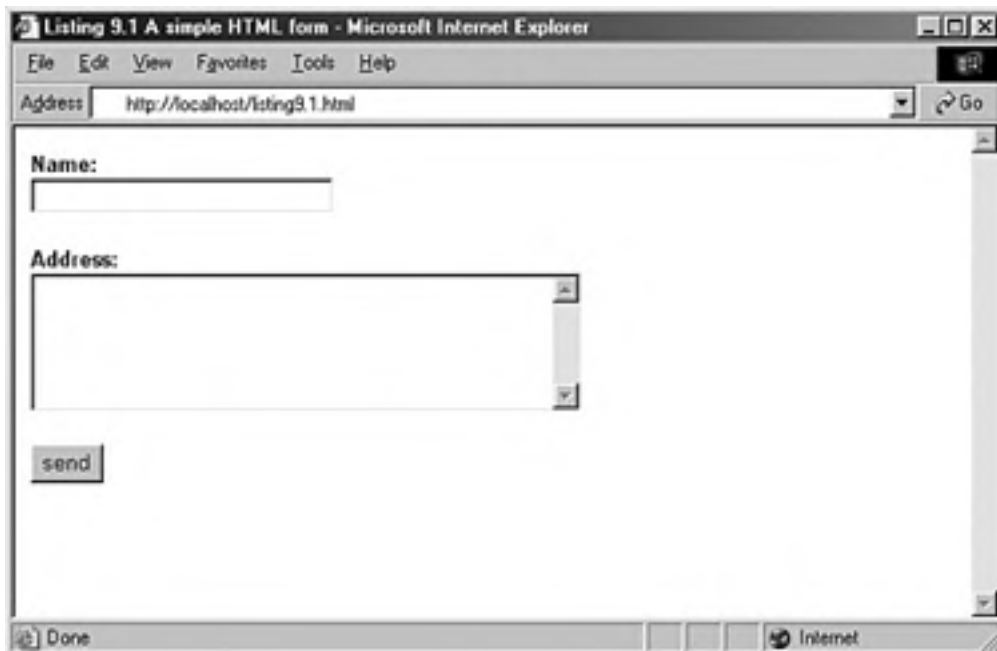 Listing 9.1 A simple HTML form - Microsoft Internet Explorer
File Edit View Favorites Tools Help
Address http://localhost/listing9.1.html Go
Name:
Address:
send
Done Internet